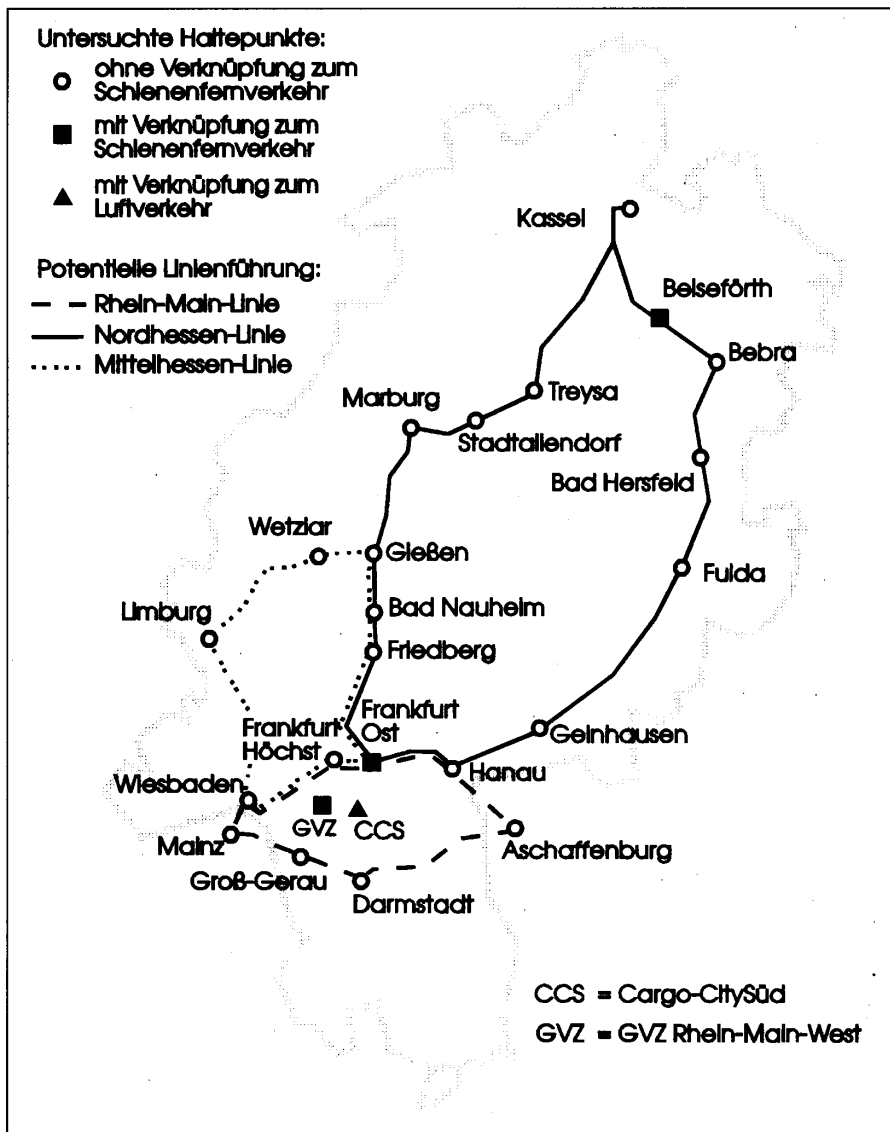 Untersuchte Haltepunkte:
ohne Verknüpfung zum
Schienenfernverkehr
mit Verknüpfung zum
Schienenfernverkehr
mit Verknüpfung zum
Luftverkehr
Potentielle Linienführung:
Rhein-Main-Linie
Nordhessen-Linie
Mittelhessen-Linie
Kassel
Beiseförth
Bebra
Treysa
Marburg
Stadtallendorf
Bad Hersfeld
Wetzlar
Gießen
Fulda
Bad Nauheim
Limburg
Friedberg
Frankfurt
Ost
Gelnhausen
Frankfurt
Höchst
Hanau
Wiesbaden
GVZ
CCS
Mainz
Aschaffenburg
Groß-Gerau
Darmstadt
CCS = Cargo-CitySüd
GVZ = GVZ Rhein-Main-West